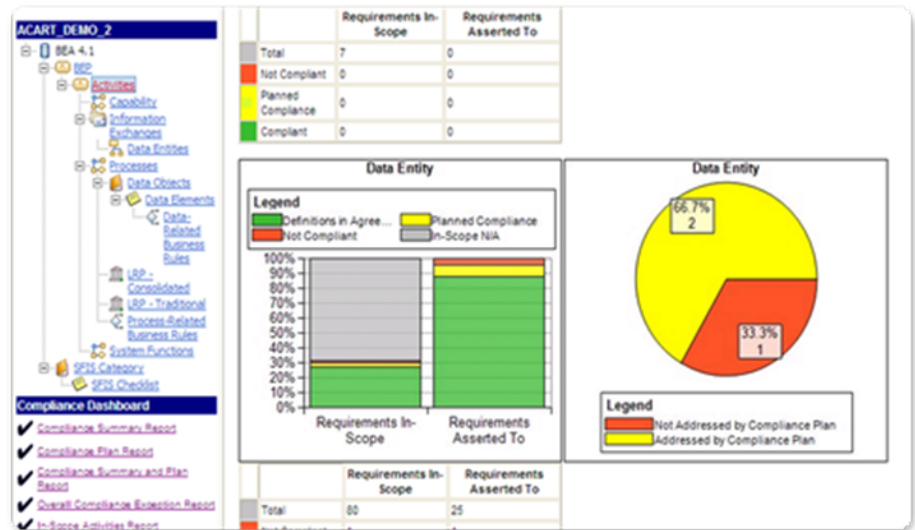 ACART_DEMO_2
BEA 4.1
BEP
Activities
Capability
Information
Exchanges
Data Entities
Processes
Data Objects
Data Elements
Data-
Related
Business
Rules
LRP -
Consolidated
LRP - Traditional
Process-Related
Business Rules
System Functions
SFIS Category
SFIS Checklist
Compliance Dashboard
Compliance Summary Report
Compliance Plan Report
Compliance Summary and Plan
Report
Overall Compliance Exception Report
In-Scope Activities Report
Requirements In-
Scope
Requirements
Asserted To
Total 7 0
Not Compliant 0 0
Planned
Compliance 0 0
Compliant 0 0
Data Entity
Legend
Definitions in Agree... Planned Compliance
Not Compliant In-Scope N/A
100%
90%
80%
70%
60%
50%
40%
30%
20%
10%
0%
Requirements In-
Scope
Requirements
Asserted To
Data Entity
66.7%
2
33.3%
1
Legend
Not Addressed by Compliance Plan
Addressed by Compliance Plan
Requirements In-
Scope
Requirements
Asserted To
Total 80 25